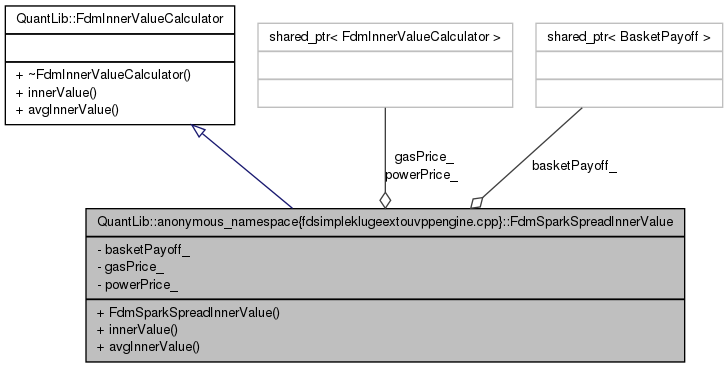 QuantLib::FdmInnerValueCalculator
+ ~FdmInnerValueCalculator()
+ innerValue()
+ avgInnerValue()
shared_ptr< FdmInnerValueCalculator >
shared_ptr< BasketPayoff >
gasPrice_
powerPrice_
basketPayoff_
QuantLib::anonymous_namespace{fdsimpleklugeextouvppengine.cpp}::FdmSparkSpreadInnerValue
- basketPayoff_
- gasPrice_
- powerPrice_
+ FdmSparkSpreadInnerValue()
+ innerValue()
+ avgInnerValue()